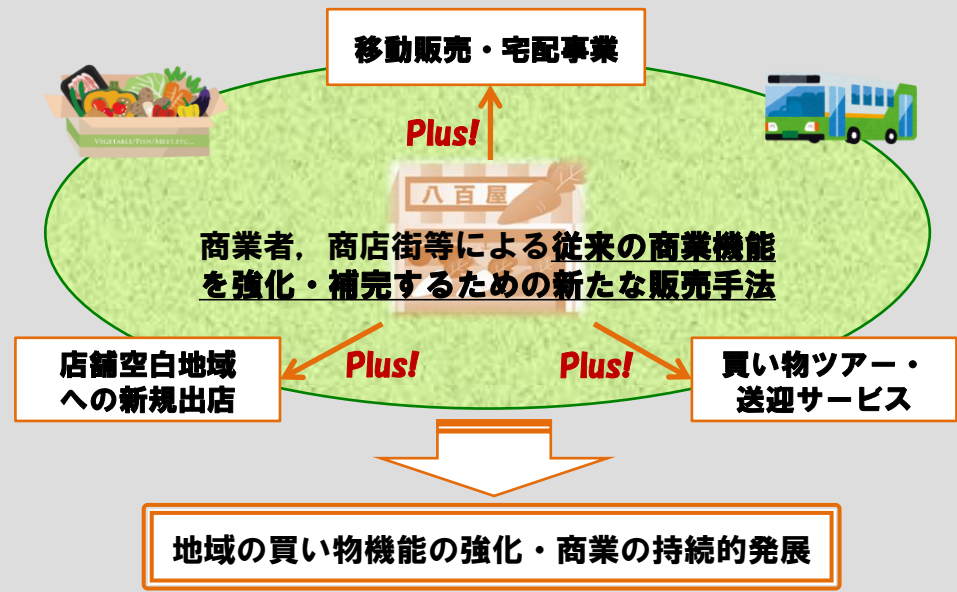 移動販売・宅配事業
Plus!
VEGETABLE/FISH/MEET ETC...
八百屋
商業者，商店街等による従来の商業機能
を強化・補完するための新たな販売手法
店舗空白地域
への新規出店
Plus!
Plus!
買い物ツアー・
送迎サービス
地域の買い物機能の強化・商業の持続的発展